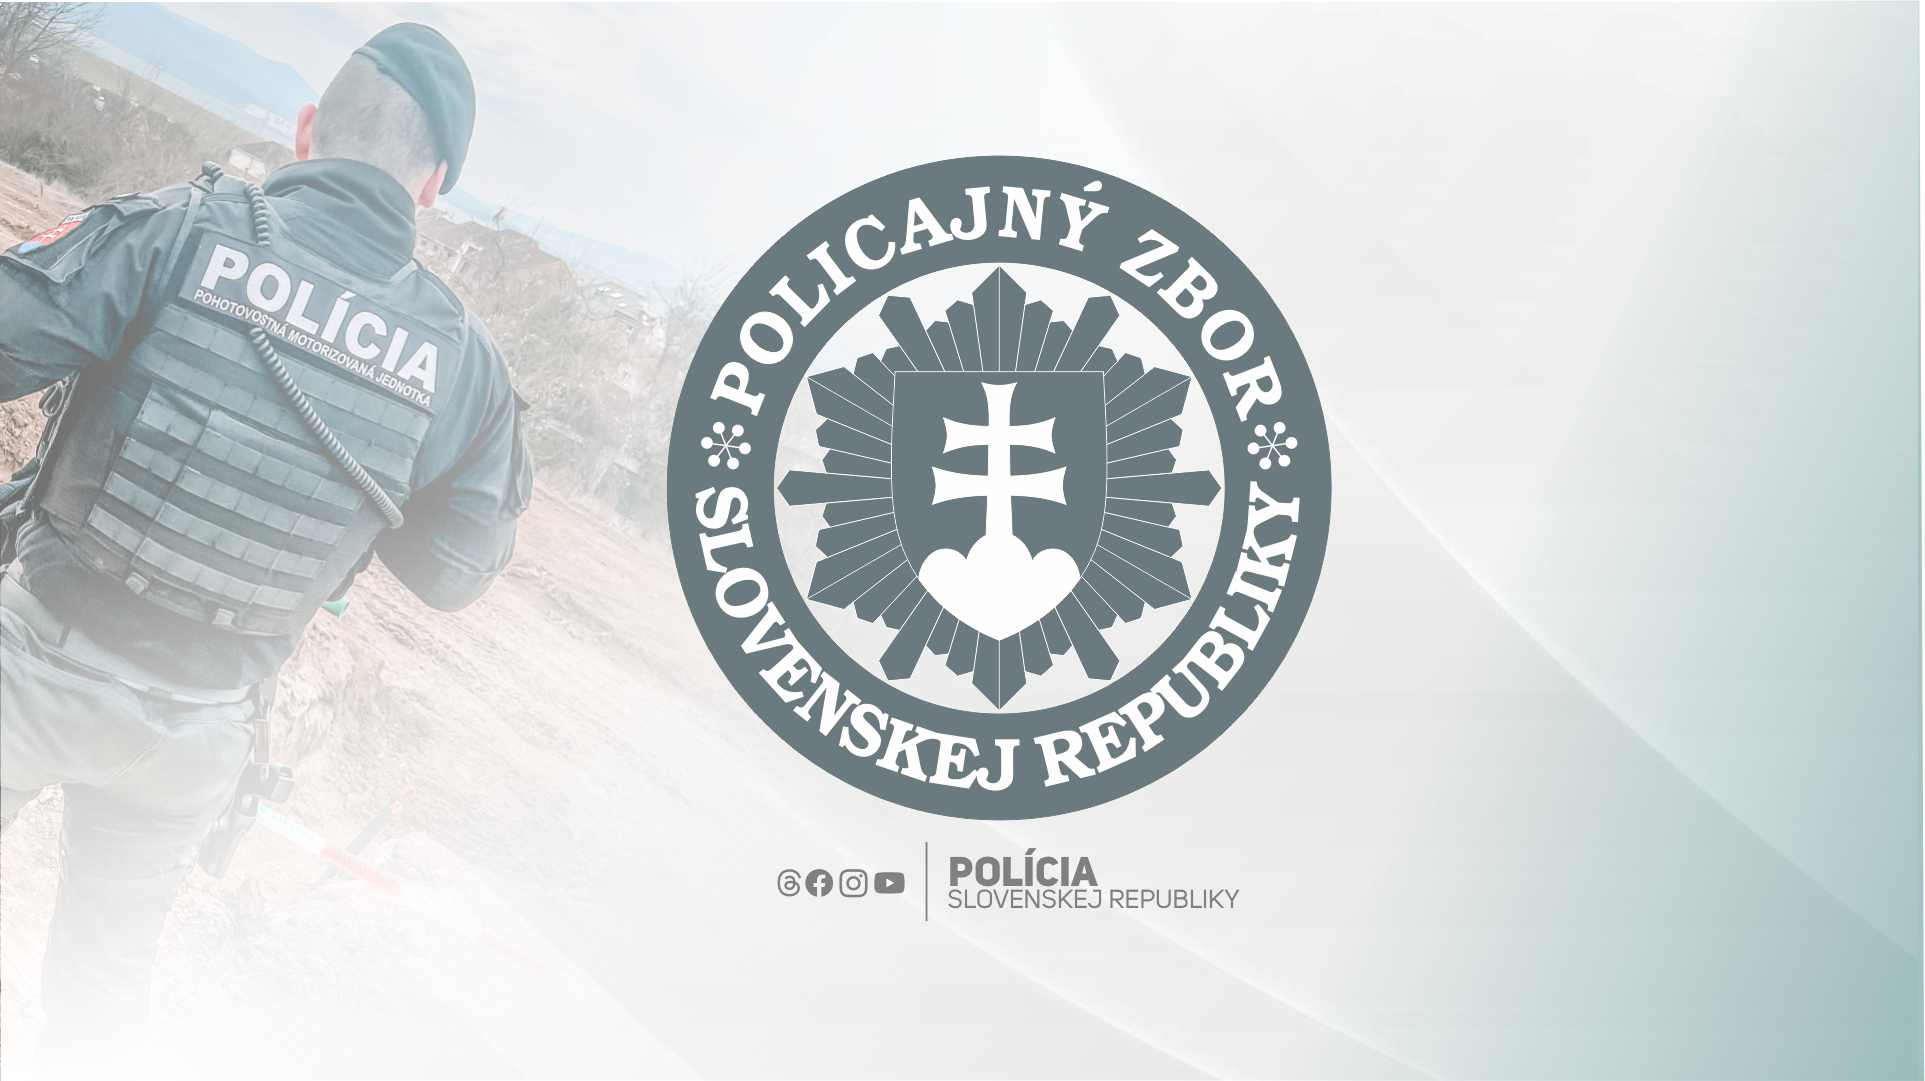 POLÍCIA
POHOTOVOSTNÁ MOTORIZOVANÁ JEDNOTKA
POLICAJNÝ ZBOR
SLOVENSKEJ REPUBLIKY
POLÍCIA
SLOVENSKEJ REPUBLIKY